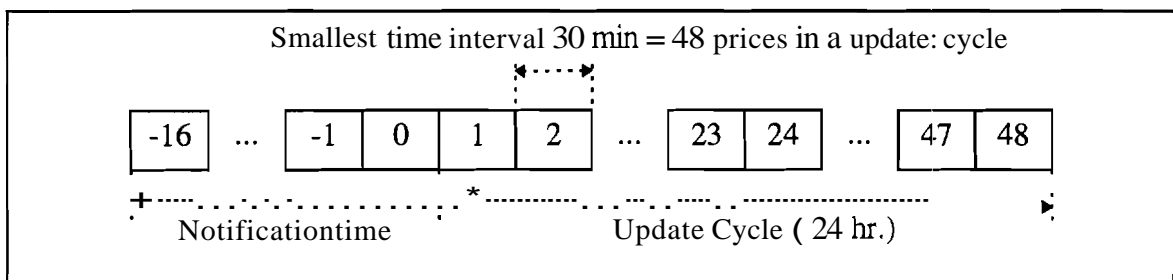 Smallest time interval 30 min = 48 prices in a update: cycle
-16 ... -1 0 1 2 ... 23 24 ... 47 48
Notificationtime Update Cycle ( 24 hr.)